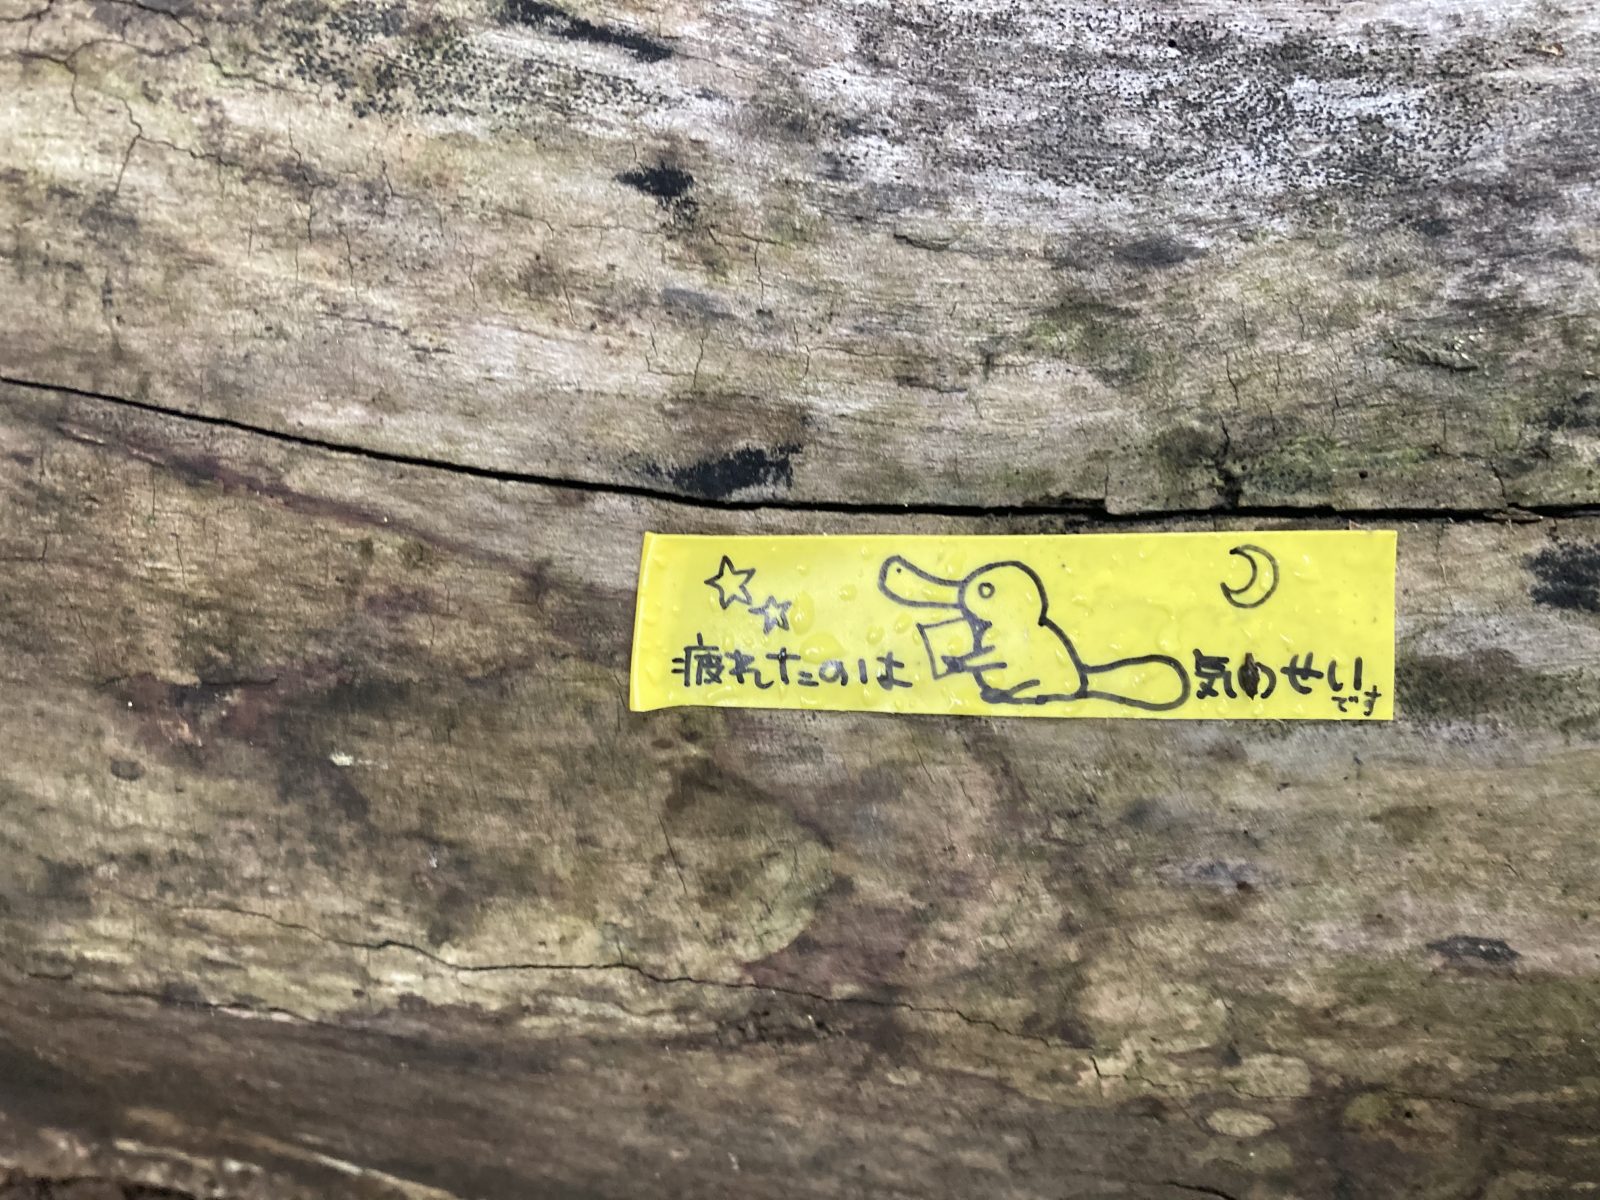 疲れたのは 気のせい
です